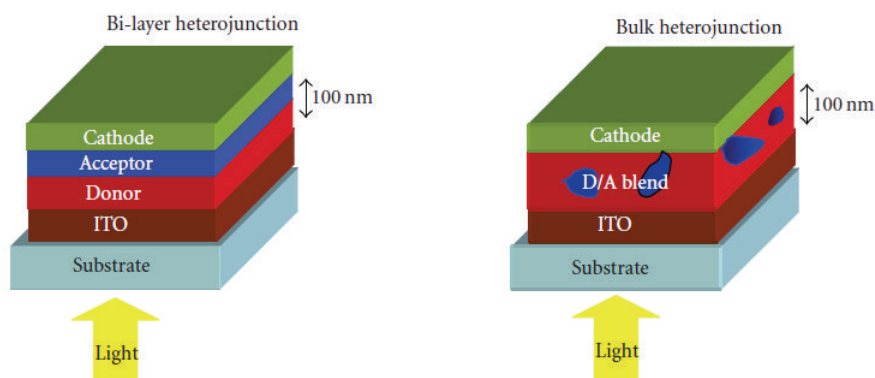 Bi-layer heterojunction
100 nm
Cathode
Acceptor
Donor
ITO
Substrate
Light
Bulk heterojunction
100 nm
Cathode
D/A blend
ITO
Substrate
Light